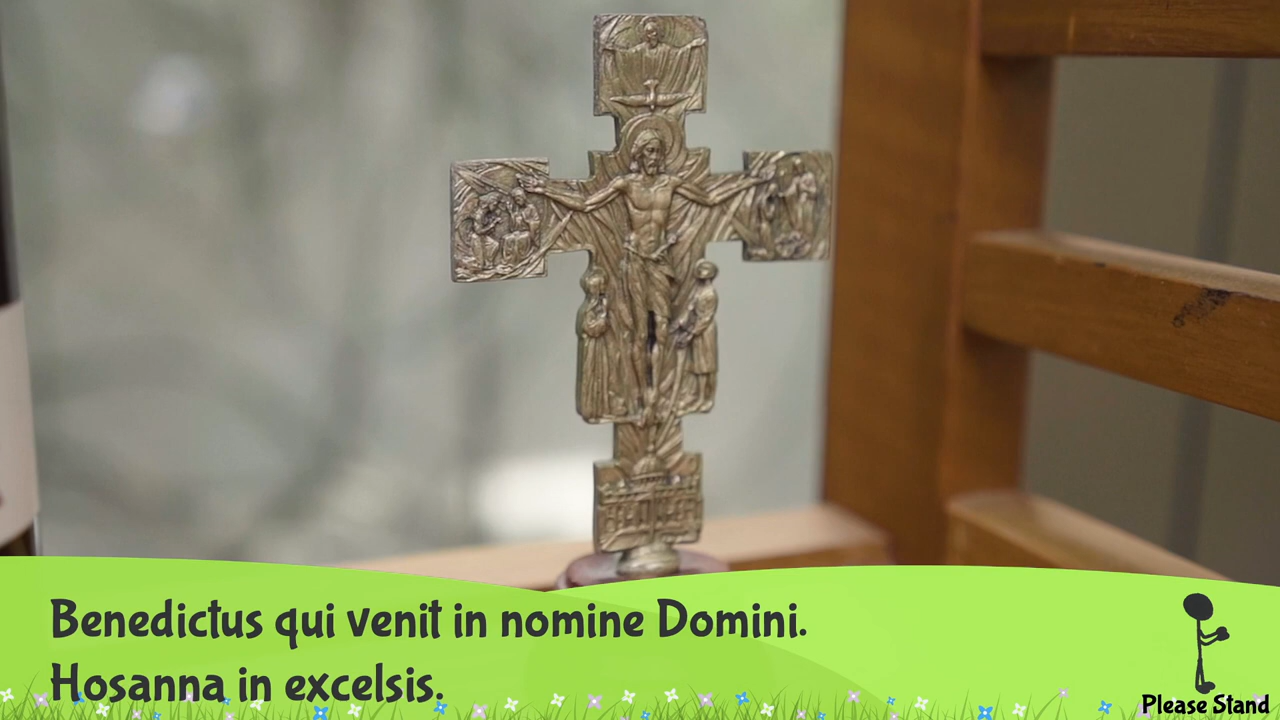 Benedictus qui venit in nomine Domini.
Hosanna in excelsis.
Please Stand